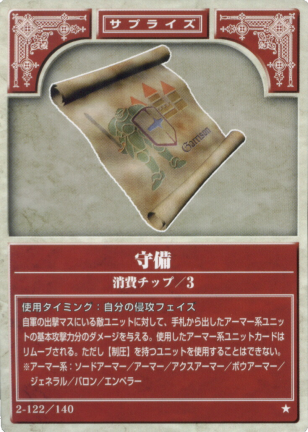 サプライズ
Garrison
守備
消費チップ／3
使用タイミング：自分の侵攻フェイス
自軍の出撃マスにいる敵ユニットに対して、手札から出したアーマー系ユニッ
トの基本攻撃力分のダメージを与える。使用したアーマー系ユニットカードは
リムーブされる。ただし【制圧】を持つユニットを使用することはできない。
※アーマー系：ソードアーマー／アーマー／アクスアーマー／ボウアーマー／
ジェネラル／バロン／エンペラー
2-122／140
★